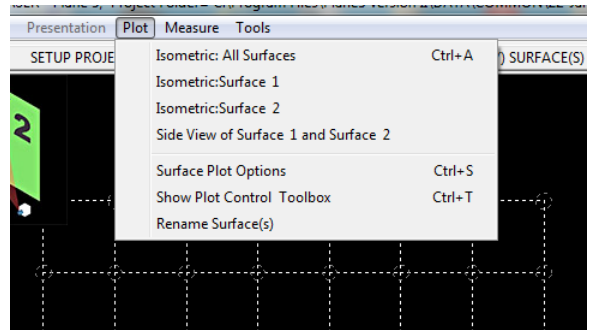 Presentation Plot Measure Tools
SETUP PROJE
) SURFACE(S)
Isometric: All Surfaces Ctrl+A
Isometric:Surface 1
Isometric:Surface 2
Side View of Surface 1 and Surface 2
Surface Plot Options Ctrl+S
Show Plot Control Toolbox Ctrl+T
Rename Surface(s)
2